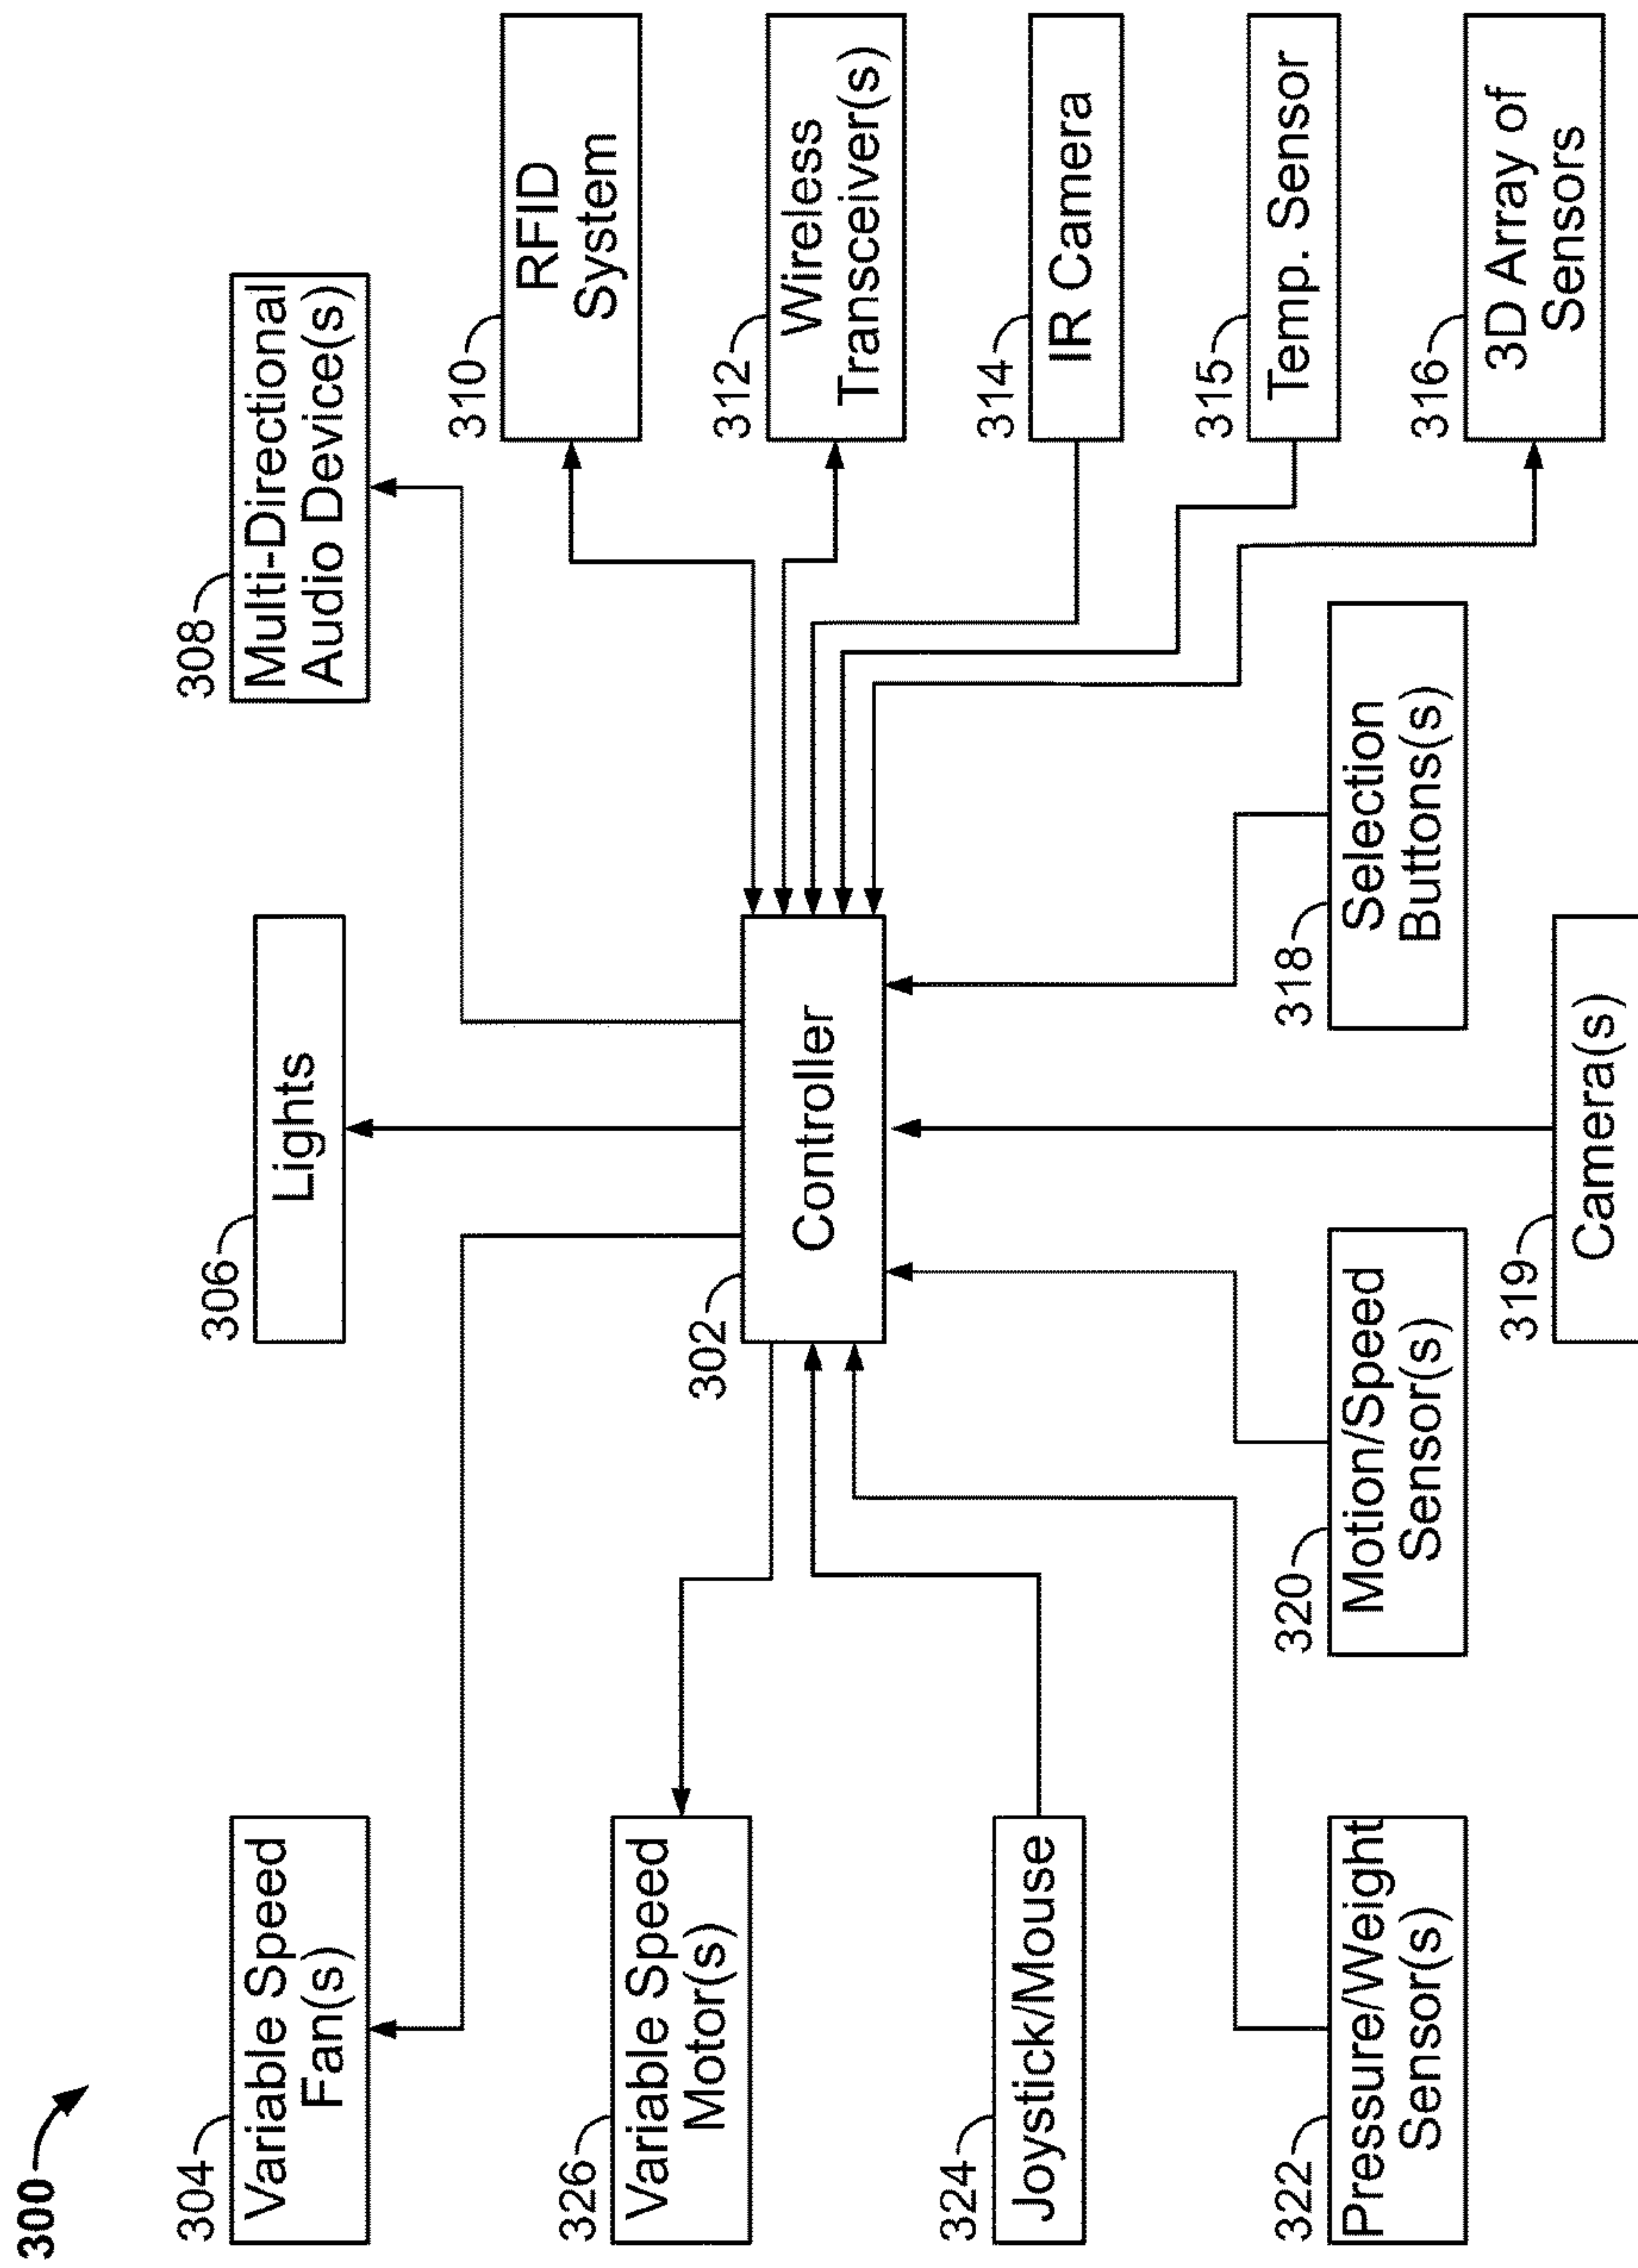 300
304
Variable Speed
Fan(s)
306
Lights
308
Multi-Directional
Audio Device(s)
326
Variable Speed
Motor(s)
302
Controller
310
RFID
System
312
Wireless
Transceiver(s)
314
IR Camera
315
Temp. Sensor
316
3D Array of
Sensors
324
Joystick/Mouse
322
Pressure/Weight
Sensor(s)
320
Motion/Speed
Sensor(s)
318
Selection
Buttons(s)
319
Camera(s)